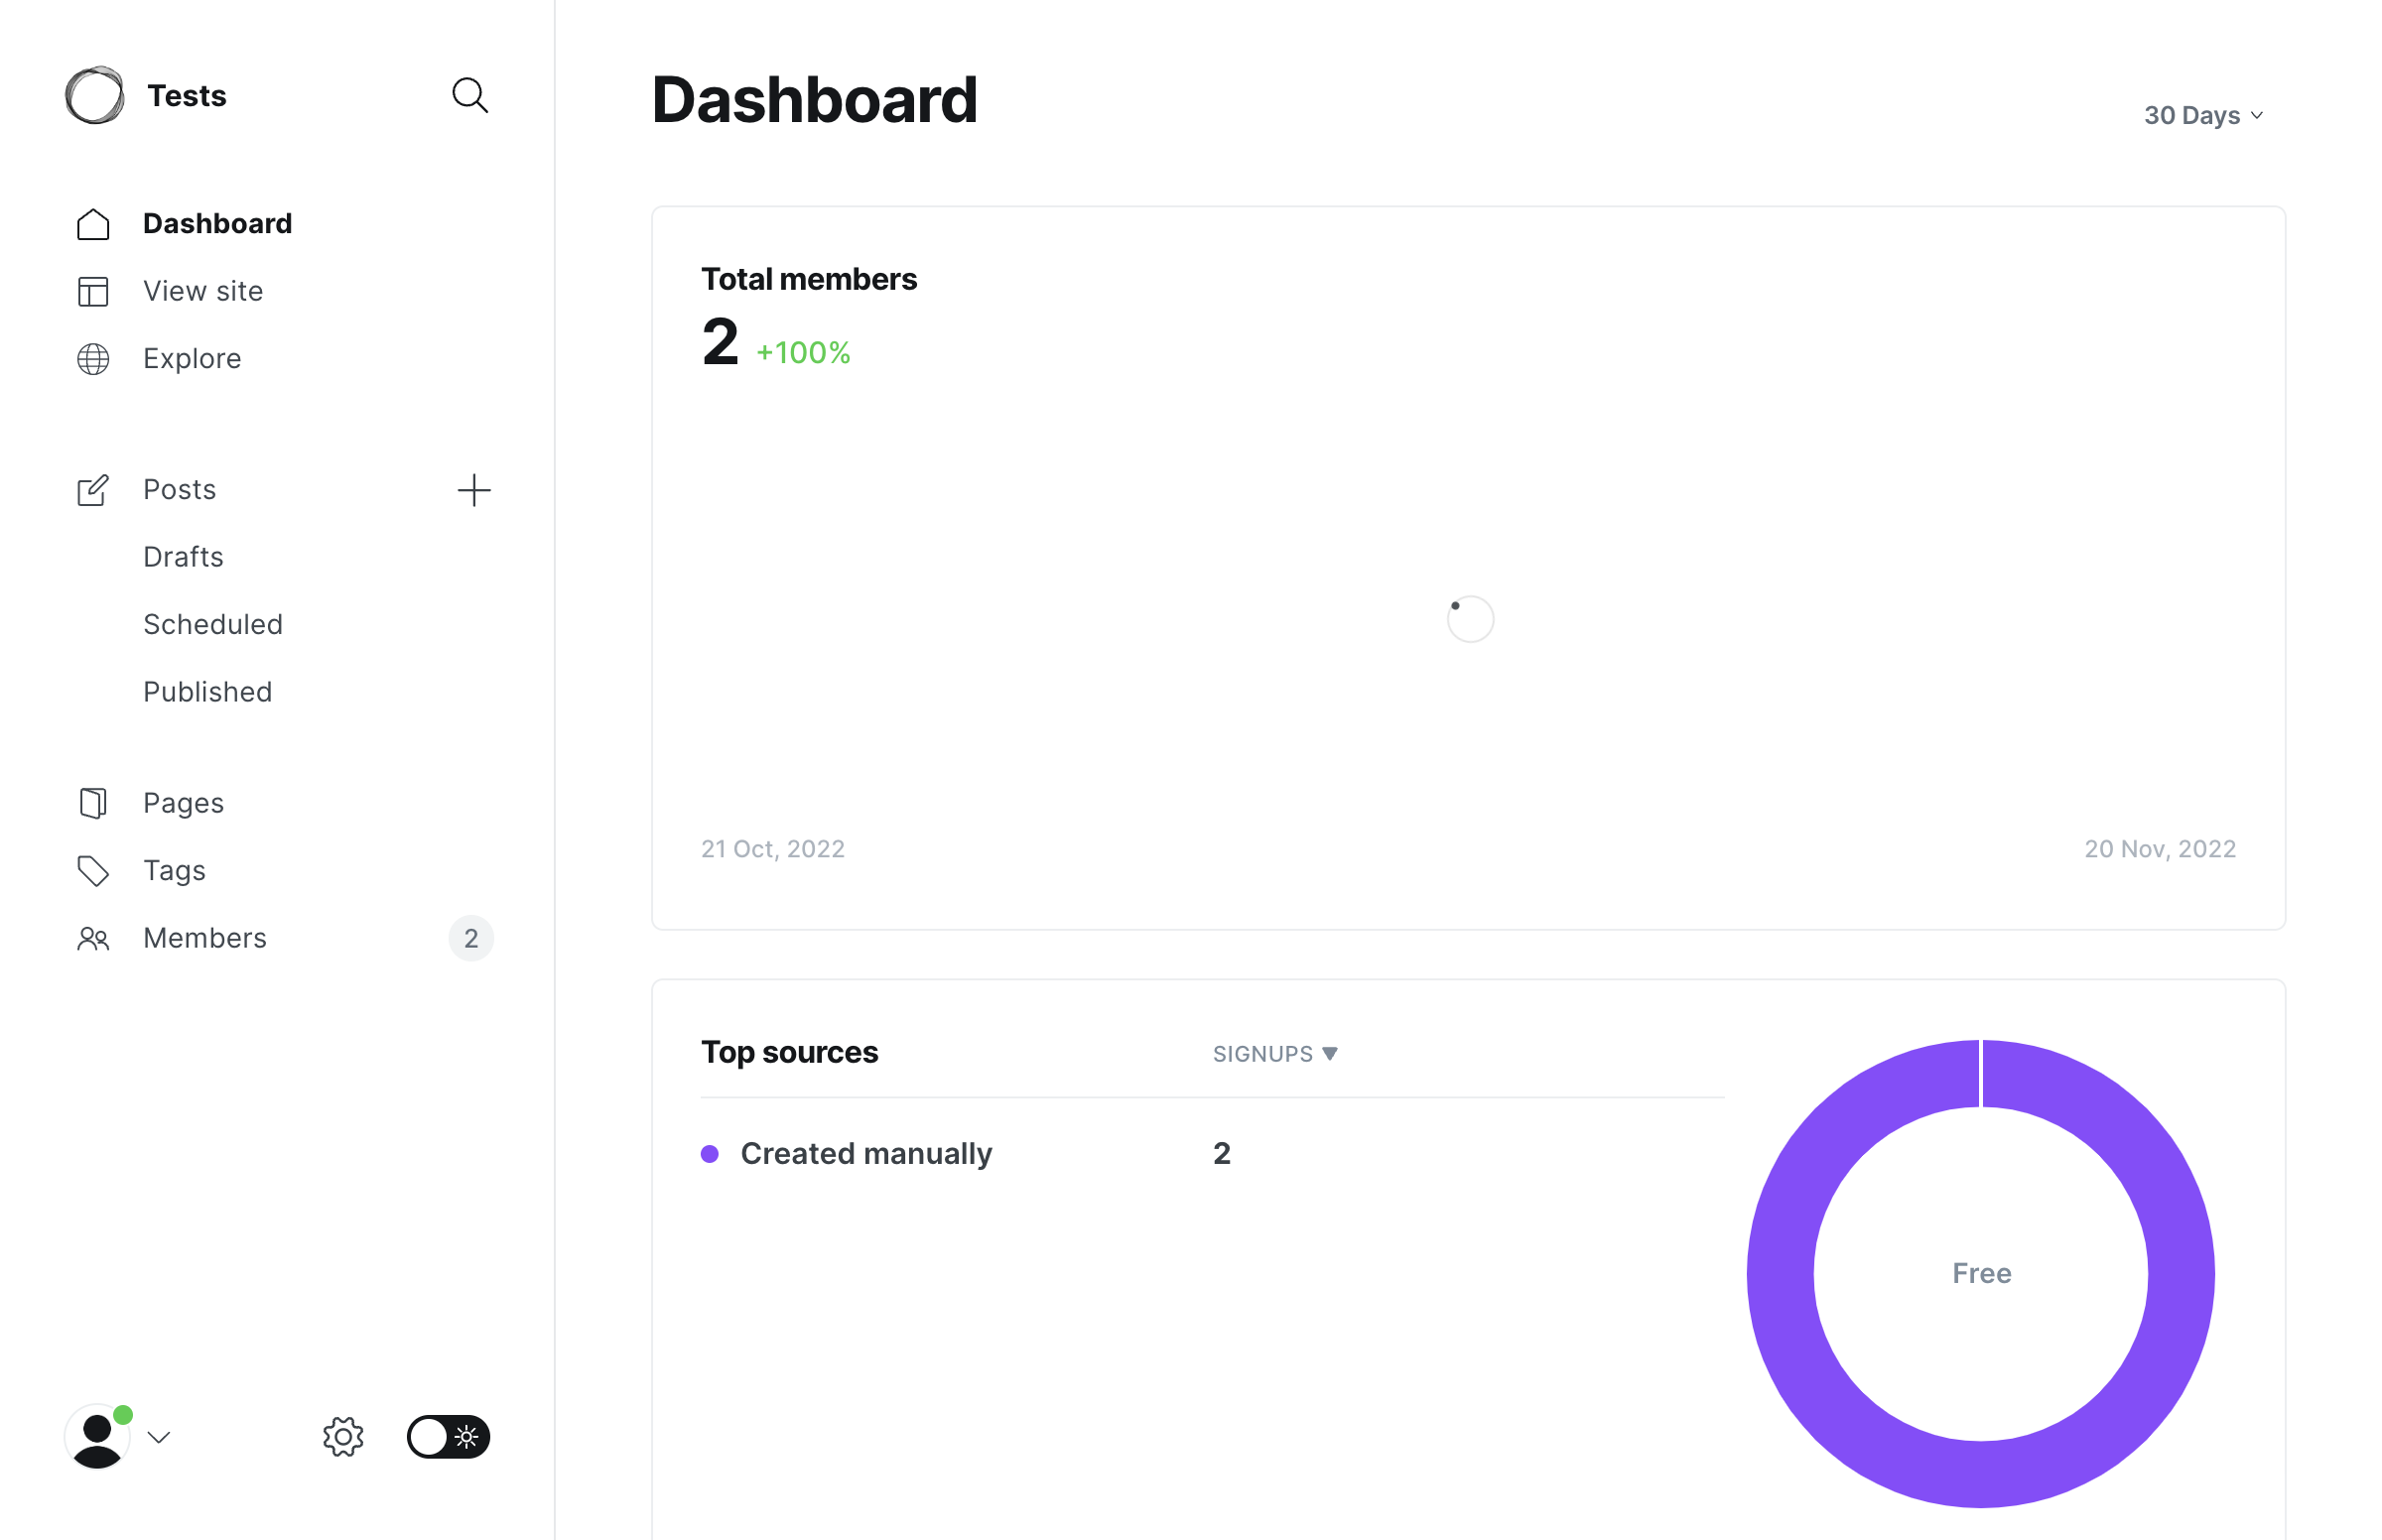 Tests
Dashboard
View site
Explore
Posts
Drafts
Scheduled
Published
Pages
Tags
Members 2
Dashboard
30 Days
Total members
2 +100%
21 Oct, 2022 20 Nov, 2022
Top sources SIGNUPS
Created manually 2
Free